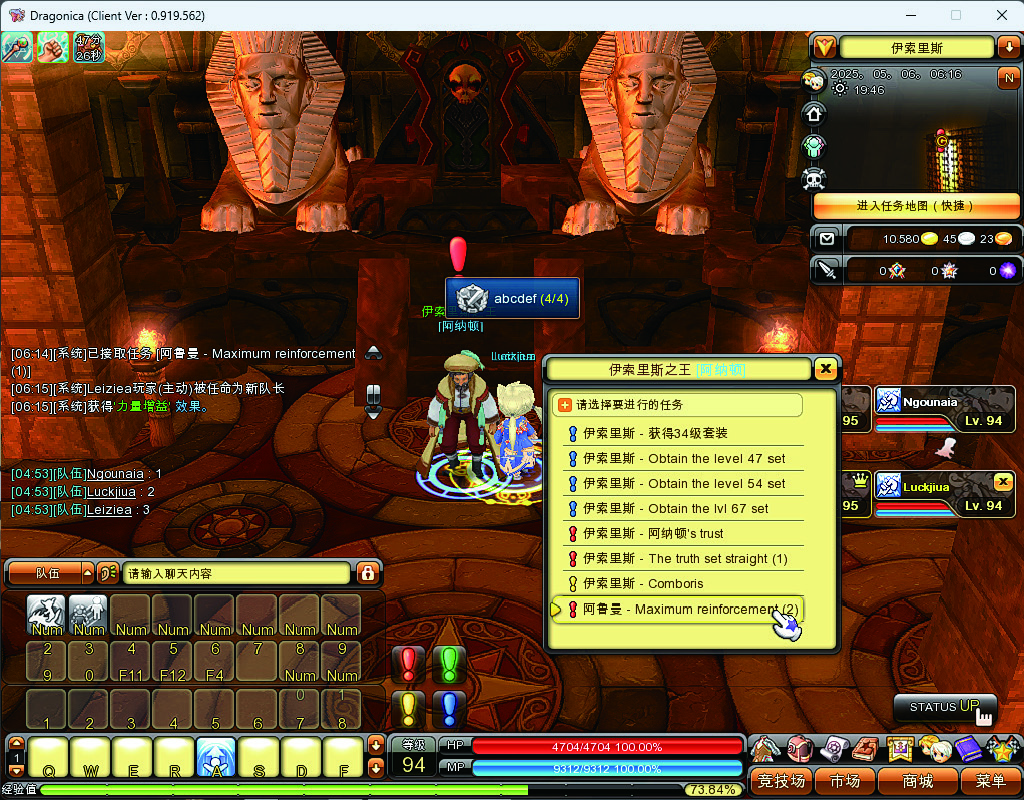 Dragonica (Client Ver : 0.919.562)
47分
26秒
伊索里斯
2025。 05。 06。 06:16
19:46
N
G
进入任务地图 ( 快捷 )
10.580 45 23
0 0 0
abcdef (4/4)
[阿纳顿]
[06:14][系统]已接取任务 [阿鲁曼 - Maximum reinforcement
(1)]
[06:15][系统]Leiziea玩家(主动)被任命为新队长
[06:15][系统]获得'力量增益' 效果。
[04:53][队伍]Ngounaia : 1
[04:53][队伍]Luckjiua : 2
[04:53][队伍]Leiziea : 3
伊索里斯之王 [阿纳顿]
请选择要进行的任务
伊索里斯 - 获得34级套装
伊索里斯 - Obtain the level 47 set
伊索里斯 - Obtain the level 54 set
伊索里斯 - Obtain the lvl 67 set
伊索里斯 - 阿纳顿's trust
伊索里斯 - The truth set straight (1)
伊索里斯 - Comboris
阿鲁曼 - Maximum reinforcement (2)
95
Ngounaia
Lv. 94
95
Luckjiua
Lv. 94
队伍
请输入聊天内容
Num Num Num Num Num Num Num Num
2 3 4 5 6 7 8 9
9 0 F11 F12 F4 Num Num
0 1
1 2 3 4 5 6 7 8
STATUS UP
1
Q W E R A S D F
等级
94
HP
4704/4704 100.00%
MP
9312/9312 100.00%
经验值
73.84%
竞技场 市场 商城 菜单